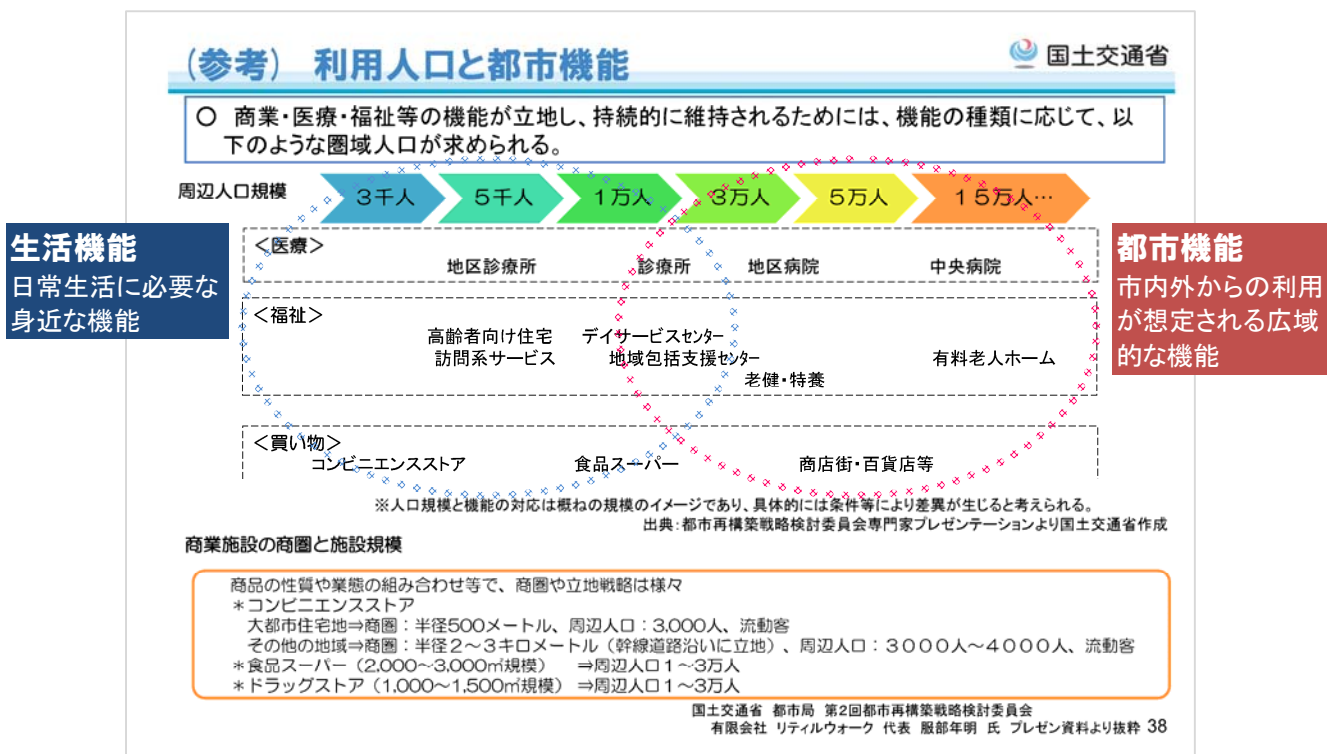 (参考) 利用人口と都市機能
国土交通省
○ 商業・医療・福祉等の機能が立地し、持続的に維持されるためには、機能の種類に応じて、以
下のような圏域人口が求められる。
周辺人口規模 3千人 5千人 1万人 3万人 5万人 15万人…
生活機能
日常生活に必要な
身近な機能
都市機能
市内外からの利用
が想定される広域
的な機能
<医療>
地区診療所 診療所 地区病院 中央病院
<福祉>
高齢者向け住宅 デイサービスセンター
訪問系サービス 地域包括支援センター 有料老人ホーム
老健・特養
<買い物>
コンビニエンスストア 食品スーパー 商店街・百貨店等
※人口規模と機能の対応は概ねの規模のイメージであり、具体的には条件等により差異が生じると考えられる。
出典:都市再構築戦略検討委員会専門家プレゼンテーションより国土交通省作成
商業施設の商圏と施設規模
商品の性質や業態の組み合わせ等で、商圏や立地戦略は様々
*コンビニエンスストア
大都市住宅地⇒商圏:半径500メートル、周辺人口:3,000人、流動客
その他の地域⇒商圏:半径2~3キロメートル(幹線道路沿いに立地)、周辺人口:3000人~4000人、流動客
*食品スーパー(2,000~3,000㎡規模) ⇒周辺人口1~3万人
*ドラッグストア(1,000~1,500㎡規模) ⇒周辺人口1~3万人
国土交通省 都市局 第2回都市再構築戦略検討委員会
有限会社 リティルウォーク 代表 服部年明 氏 プレゼン資料より抜粋 38